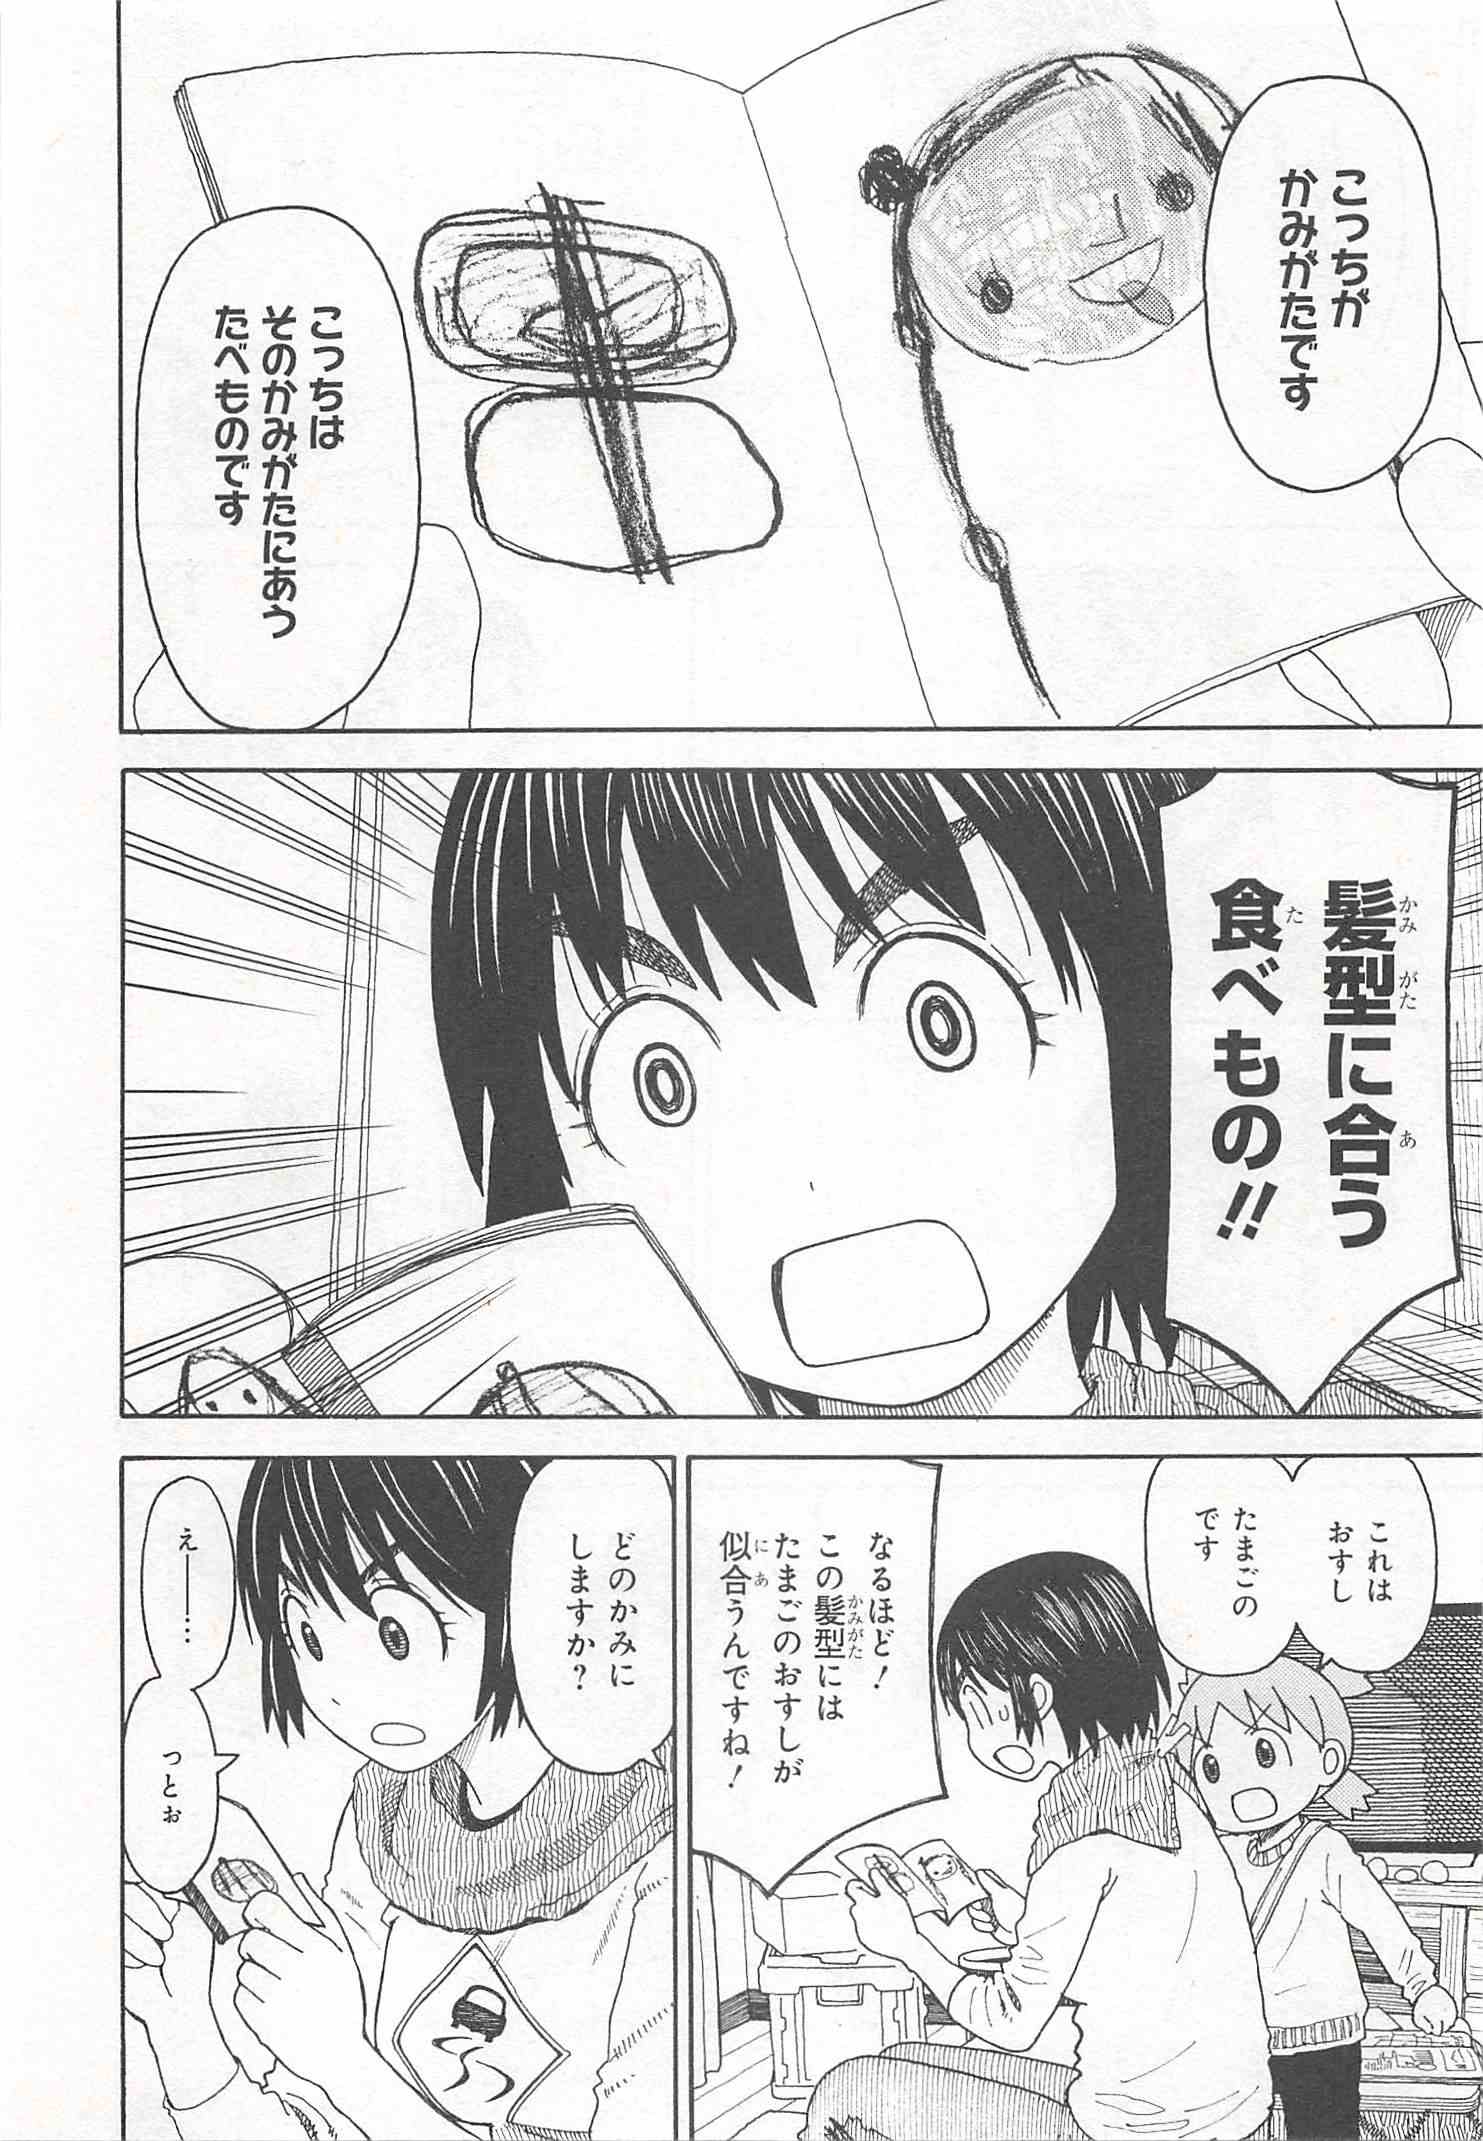 こっちが
かみがたです
こっちは
そのかみがたにあう
たべものです
髪型に合う
食べもの!!
これは
おすし
たまごの
です
なるほど!
この髪型には
たまごのおすしが
似合うんですね!
どのかみに
しますか?
えーー…
っとぉ